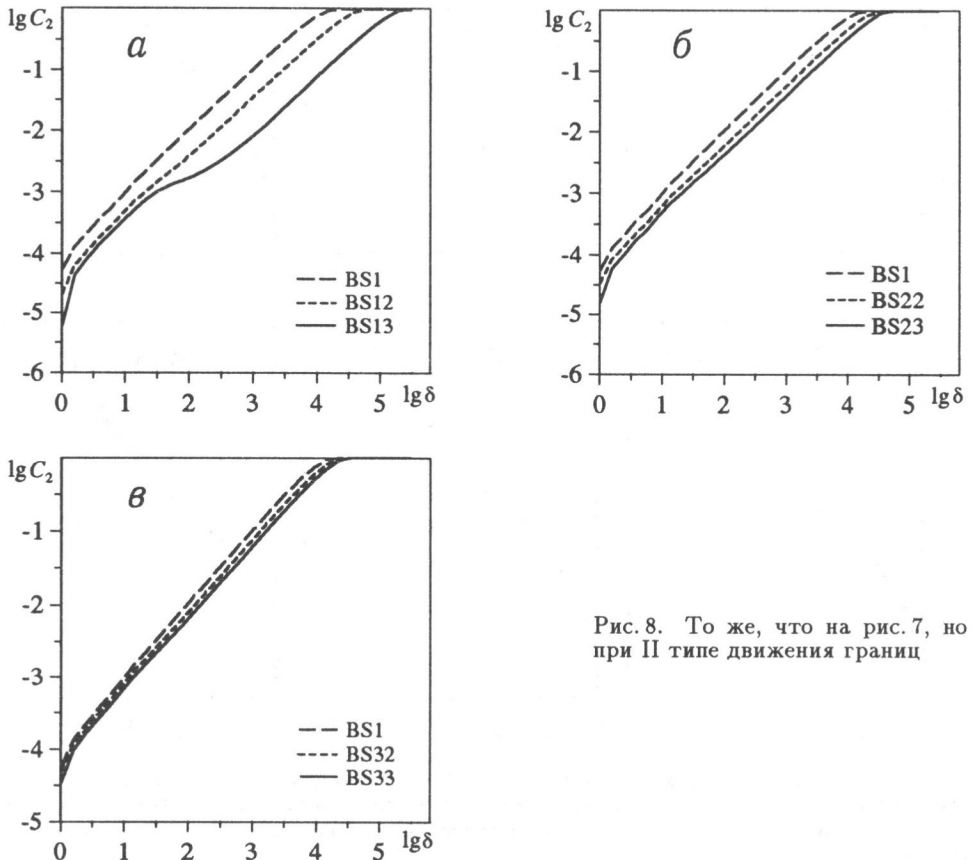 lg C₂
а
-1
-2
-3
-4
-5
-6
BS1
BS12
BS13
0 1 2 3 4 5 lgδ
lg C₂
б
-1
-2
-3
-4
-5
-6
BS1
BS22
BS23
0 1 2 3 4 5 lgδ
lg C₂
в
-1
-2
-3
-4
-5
BS1
BS32
BS33
0 1 2 3 4 5 lgδ
Рис. 8. То же, что на рис. 7, но
при II типе движения границ